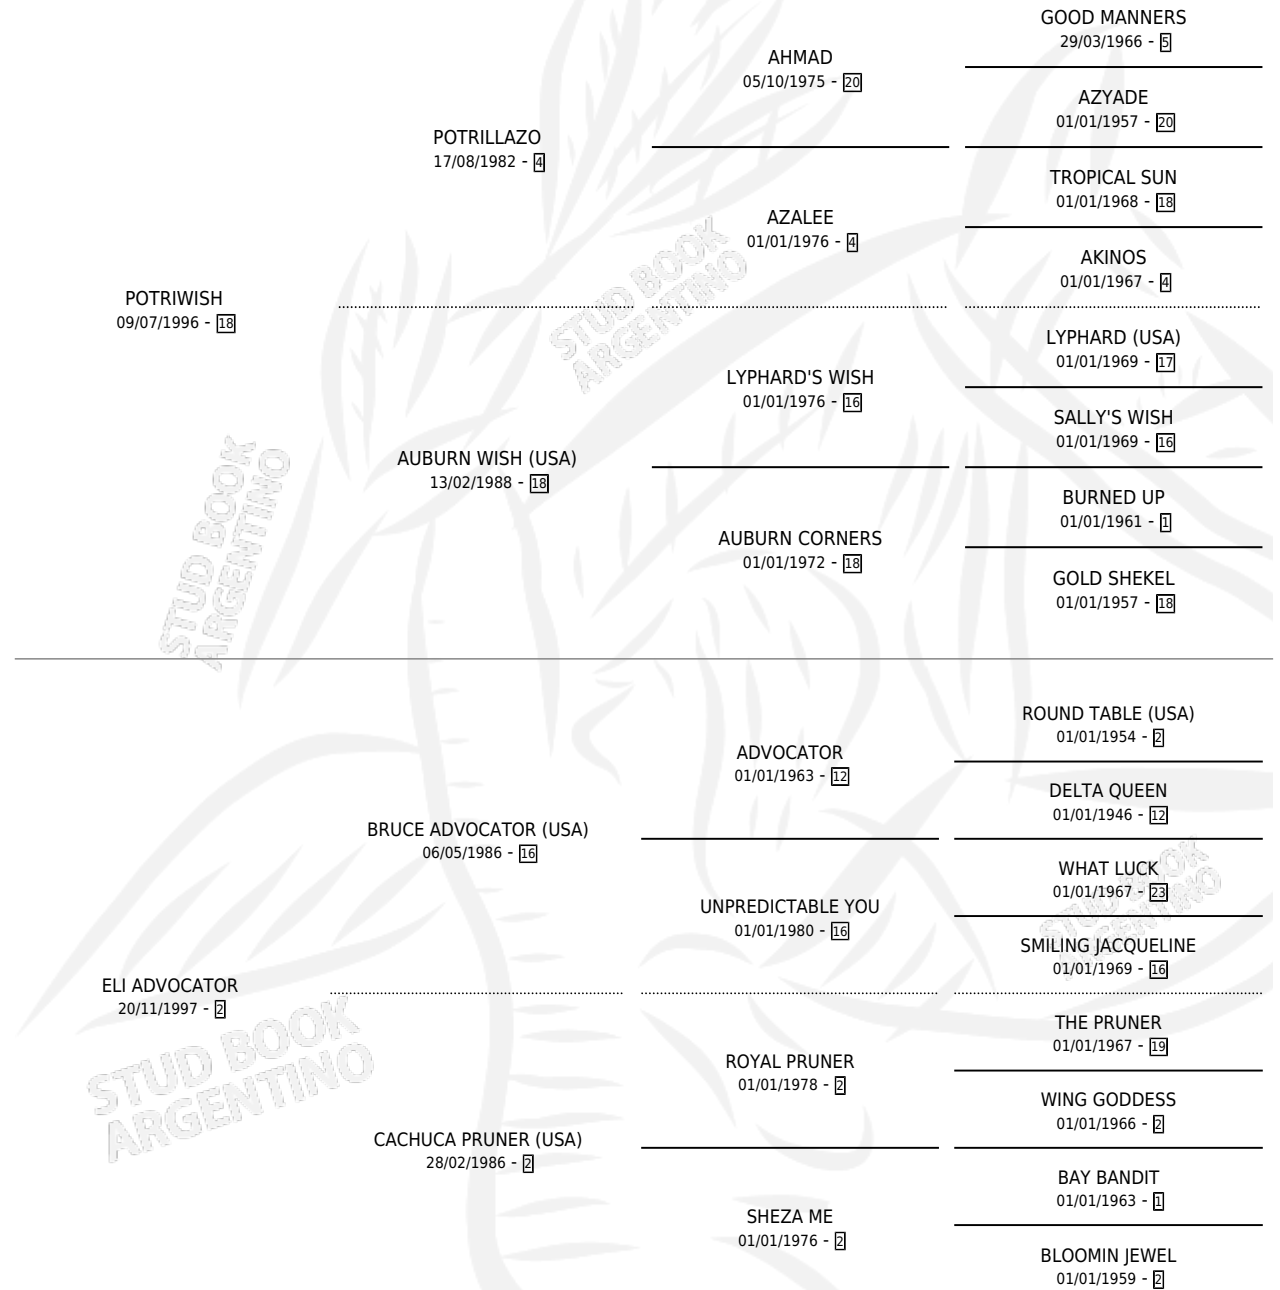 GOOD MANNERS
29/03/1966 - 5
AHMAD
05/10/1975 - 20
AZYADE
01/01/1957 - 20
POTRILLAZO
17/08/1982 - 4
TROPICAL SUN
01/01/1968 - 18
AZALEE
01/01/1976 - 4
AKINOS
01/01/1967 - 4
POTRIWISH
09/07/1996 - 18
LYPHARD (USA)
01/01/1969 - 17
LYPHARD'S WISH
01/01/1976 - 16
SALLY'S WISH
01/01/1969 - 16
AUBURN WISH (USA)
13/02/1988 - 18
BURNED UP
01/01/1961 - 1
AUBURN CORNERS
01/01/1972 - 18
GOLD SHEKEL
01/01/1957 - 18
STUD BOOK
ARGENTINO
STUD BOOK
ARGENTINO
ROUND TABLE (USA)
01/01/1954 - 2
ADVOCATOR
01/01/1963 - 12
DELTA QUEEN
01/01/1946 - 12
BRUCE ADVOCATOR (USA)
06/05/1986 - 16
WHAT LUCK
01/01/1967 - 23
UNPREDICTABLE YOU
01/01/1980 - 16
SMILING JACQUELINE
01/01/1969 - 16
ELI ADVOCATOR
20/11/1997 - 2
THE PRUNER
01/01/1967 - 19
ROYAL PRUNER
01/01/1978 - 2
WING GODDESS
01/01/1966 - 2
CACHUCA PRUNER (USA)
28/02/1986 - 2
BAY BANDIT
01/01/1963 - 1
SHEZA ME
01/01/1976 - 2
BLOOMIN JEWEL
01/01/1959 - 2
STUD BOOK
ARGENTINO
STUD BOOK
ARGENTINO